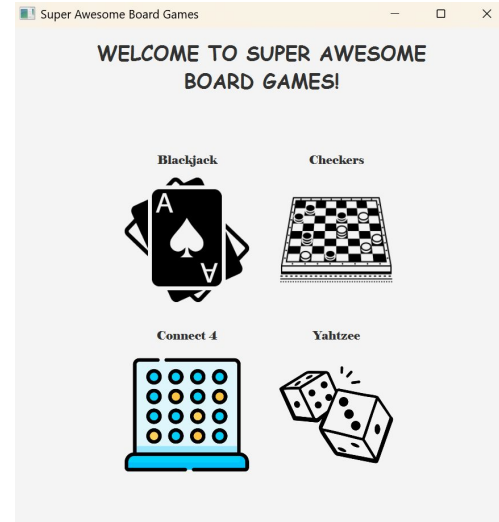 Super Awesome Board Games
WELCOME TO SUPER AWESOME
BOARD GAMES!
Blackjack
Checkers
A
A
Connect 4
Yahtzee